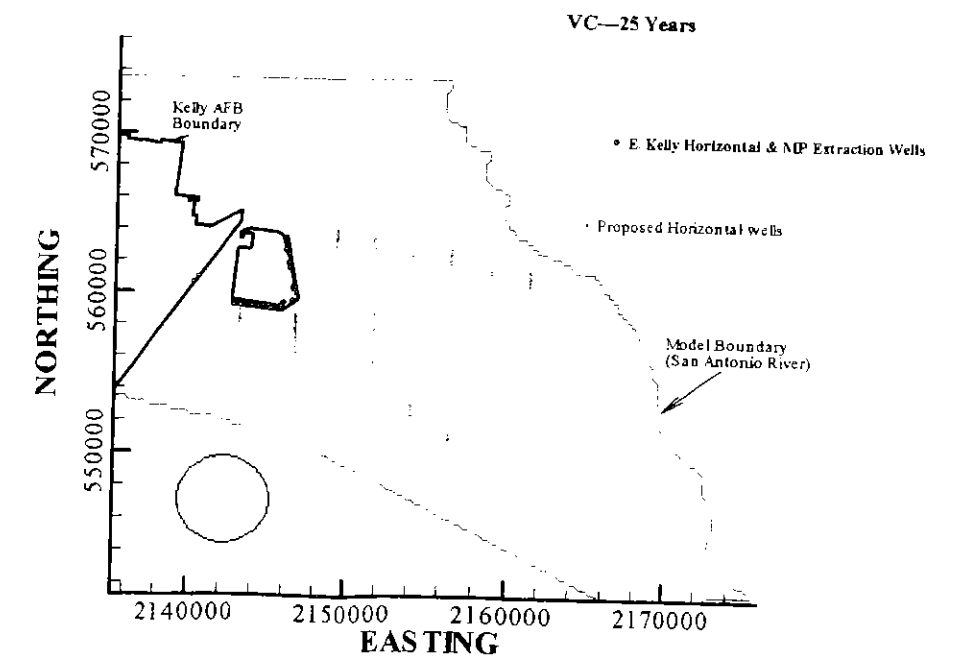 VC—25 Years
Kelly AFB
Boundary
E. Kelly Horizontal & MP Extraction Wells
Proposed Horizontal wells
Model Boundary
(San Antonio River)
NORTHING
570000
560000
550000
2140000
2150000
2160000
2170000
EASTING